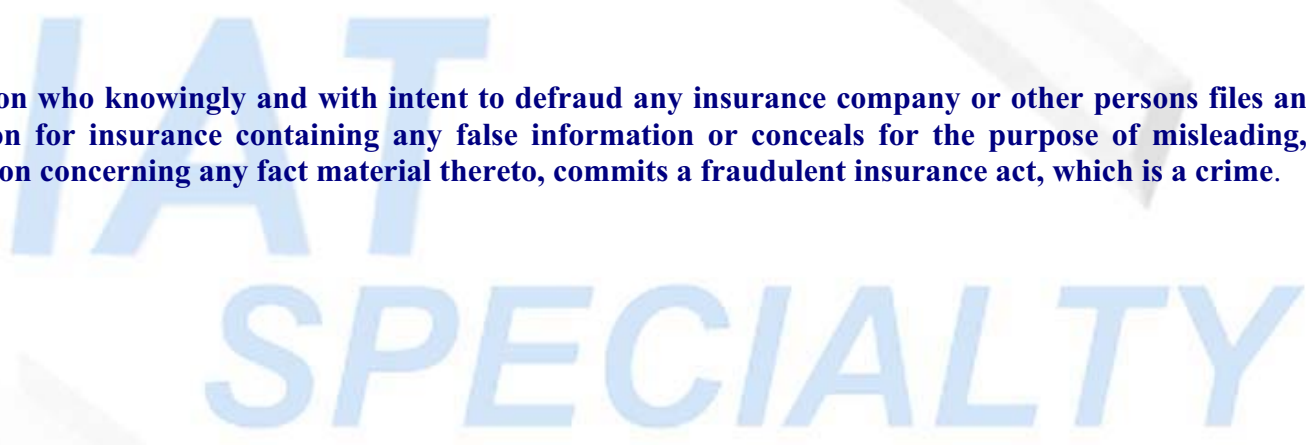 on who knowingly and with intent to defraud any insurance company or other persons files an
on for insurance containing any false information or conceals for the purpose of misleading,
on concerning any fact material thereto, commits a fraudulent insurance act, which is a crime.
IAT
SPECIALTY